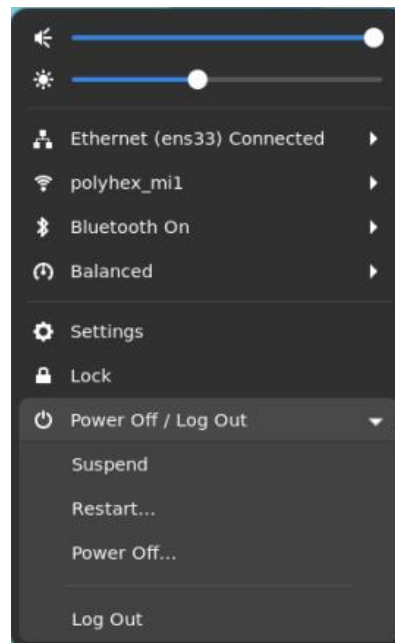 Ethernet (ens33) Connected
polyhex_mi1
Bluetooth On
Balanced
Settings
Lock
Power Off / Log Out
Suspend
Restart...
Power Off...
Log Out